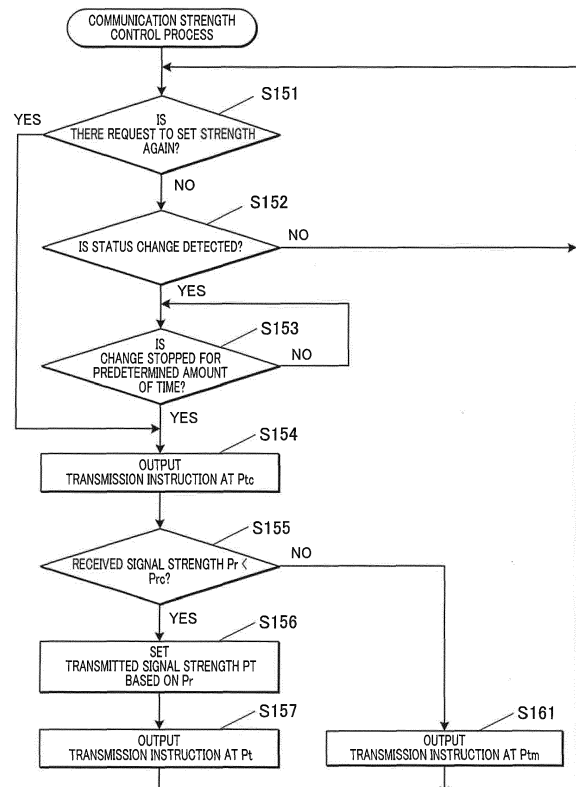 COMMUNICATION STRENGTH
CONTROL PROCESS
S151
IS
THERE REQUEST TO SET STRENGTH
AGAIN?
YES
NO
S152
IS STATUS CHANGE DETECTED?
NO
YES
S153
IS
CHANGE STOPPED FOR
PREDETERMINED AMOUNT
OF TIME?
NO
YES
S154
OUTPUT
TRANSMISSION INSTRUCTION AT Ptc
S155
RECEIVED SIGNAL STRENGTH Pr <
Prc?
NO
YES
S156
SET
TRANSMITTED SIGNAL STRENGTH PT
BASED ON Pr
S157
OUTPUT
TRANSMISSION INSTRUCTION AT Pt
S161
OUTPUT
TRANSMISSION INSTRUCTION AT Ptm